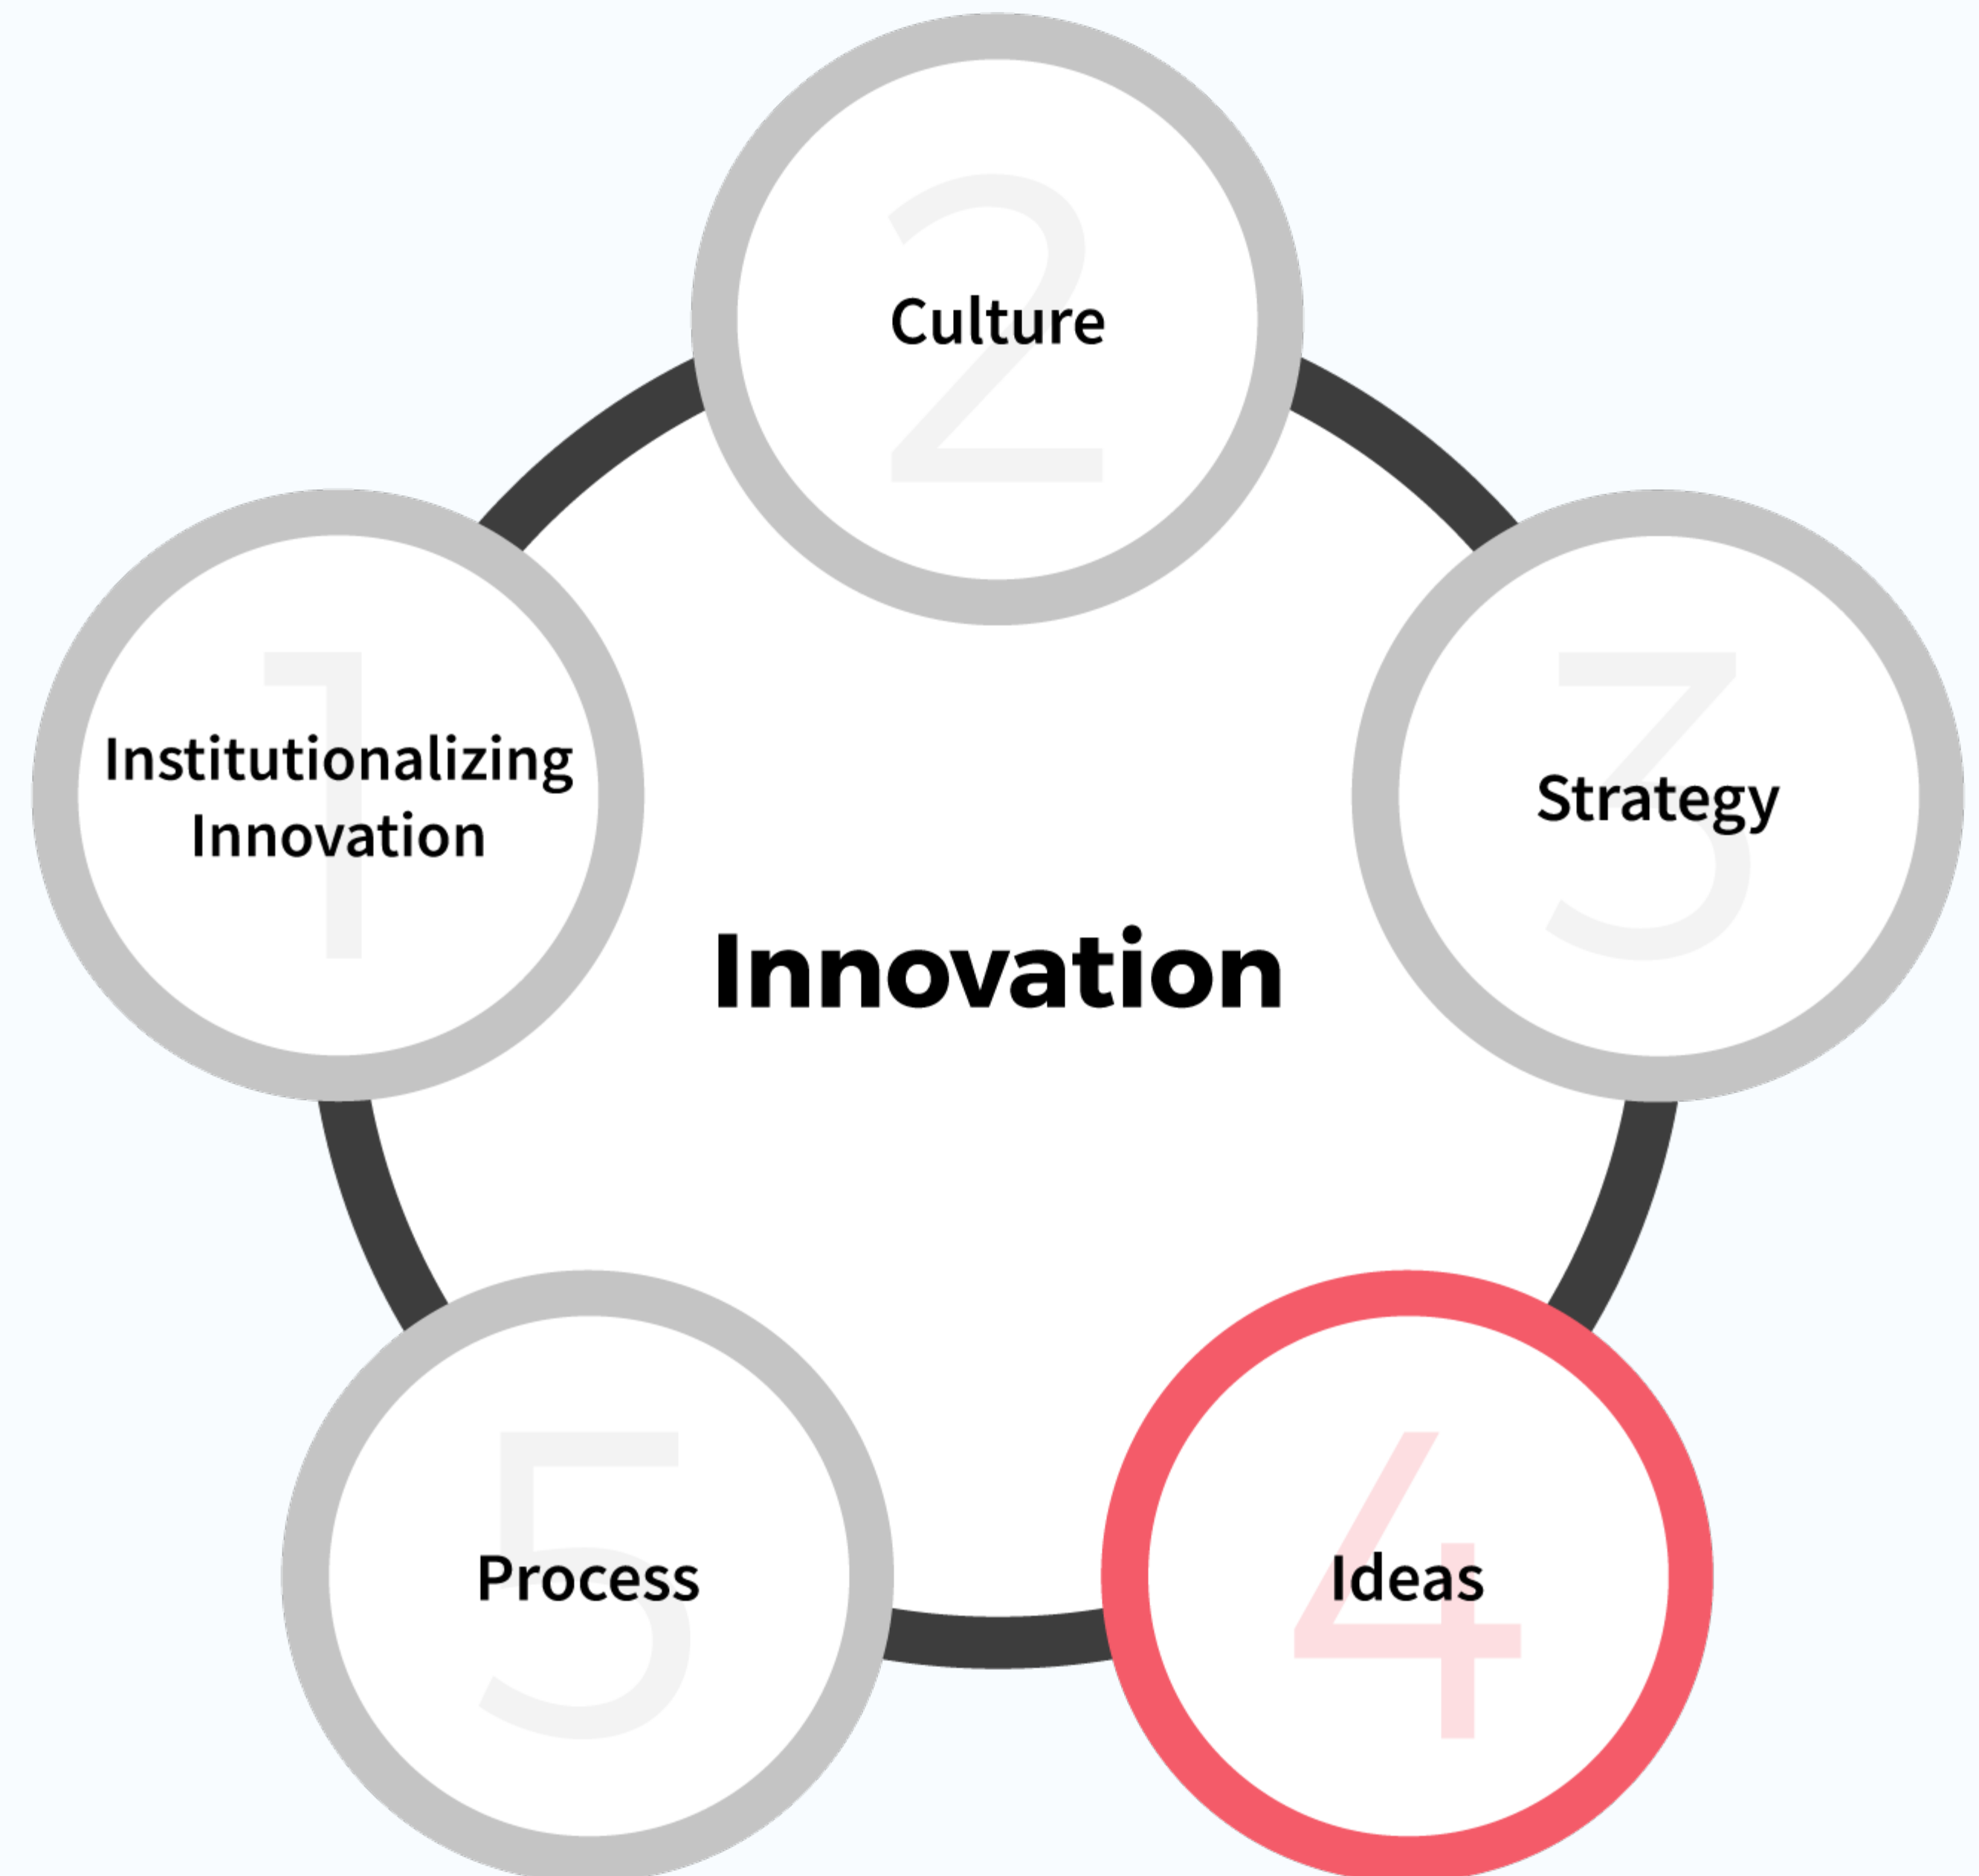 2
Culture
1
Institutionalizing
Innovation
3
Strategy
Innovation
5
Process
4
Ideas